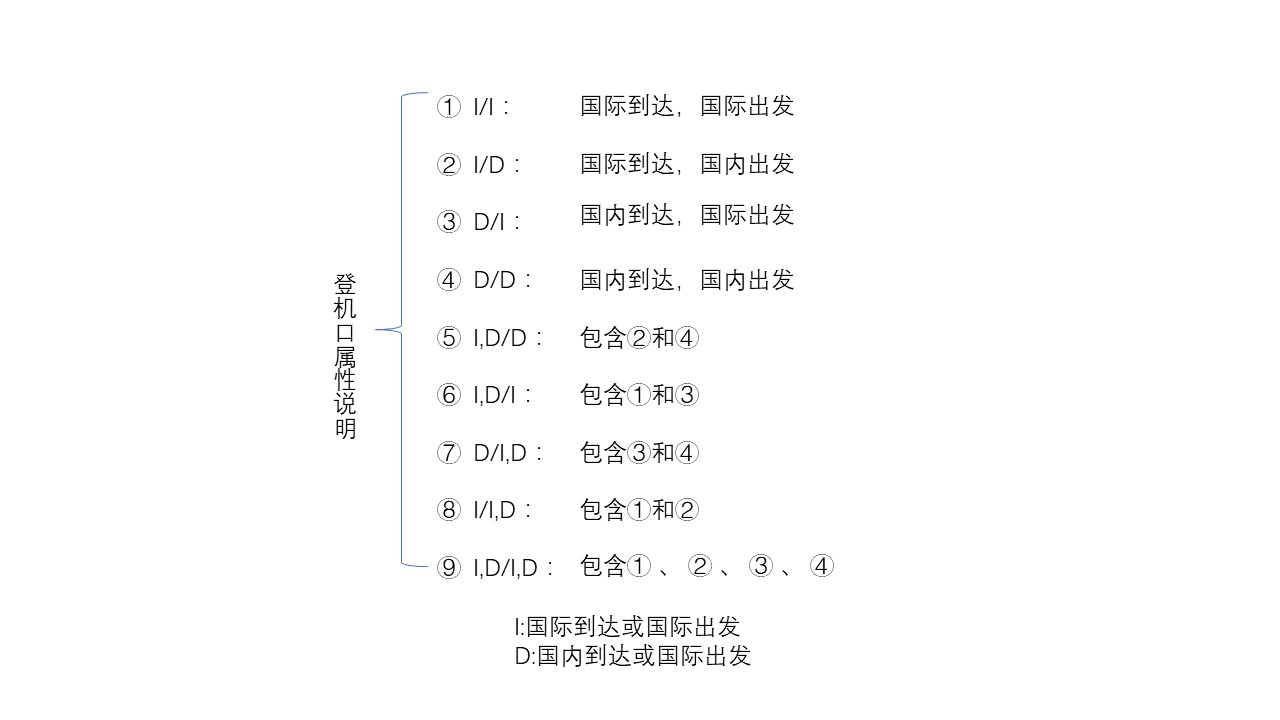 ① I/I： 国际到达，国际出发
② I/D： 国际到达，国内出发
③ D/I： 国内到达，国际出发
④ D/D： 国内到达，国内出发
登机口属性说明
⑤ I,D/D： 包含②和④
⑥ I,D/I： 包含①和③
⑦ D/I,D： 包含③和④
⑧ I/I,D： 包含①和②
⑨ I,D/I,D： 包含① 、 ② 、 ③ 、 ④
I:国际到达或国际出发
D:国内到达或国际出发